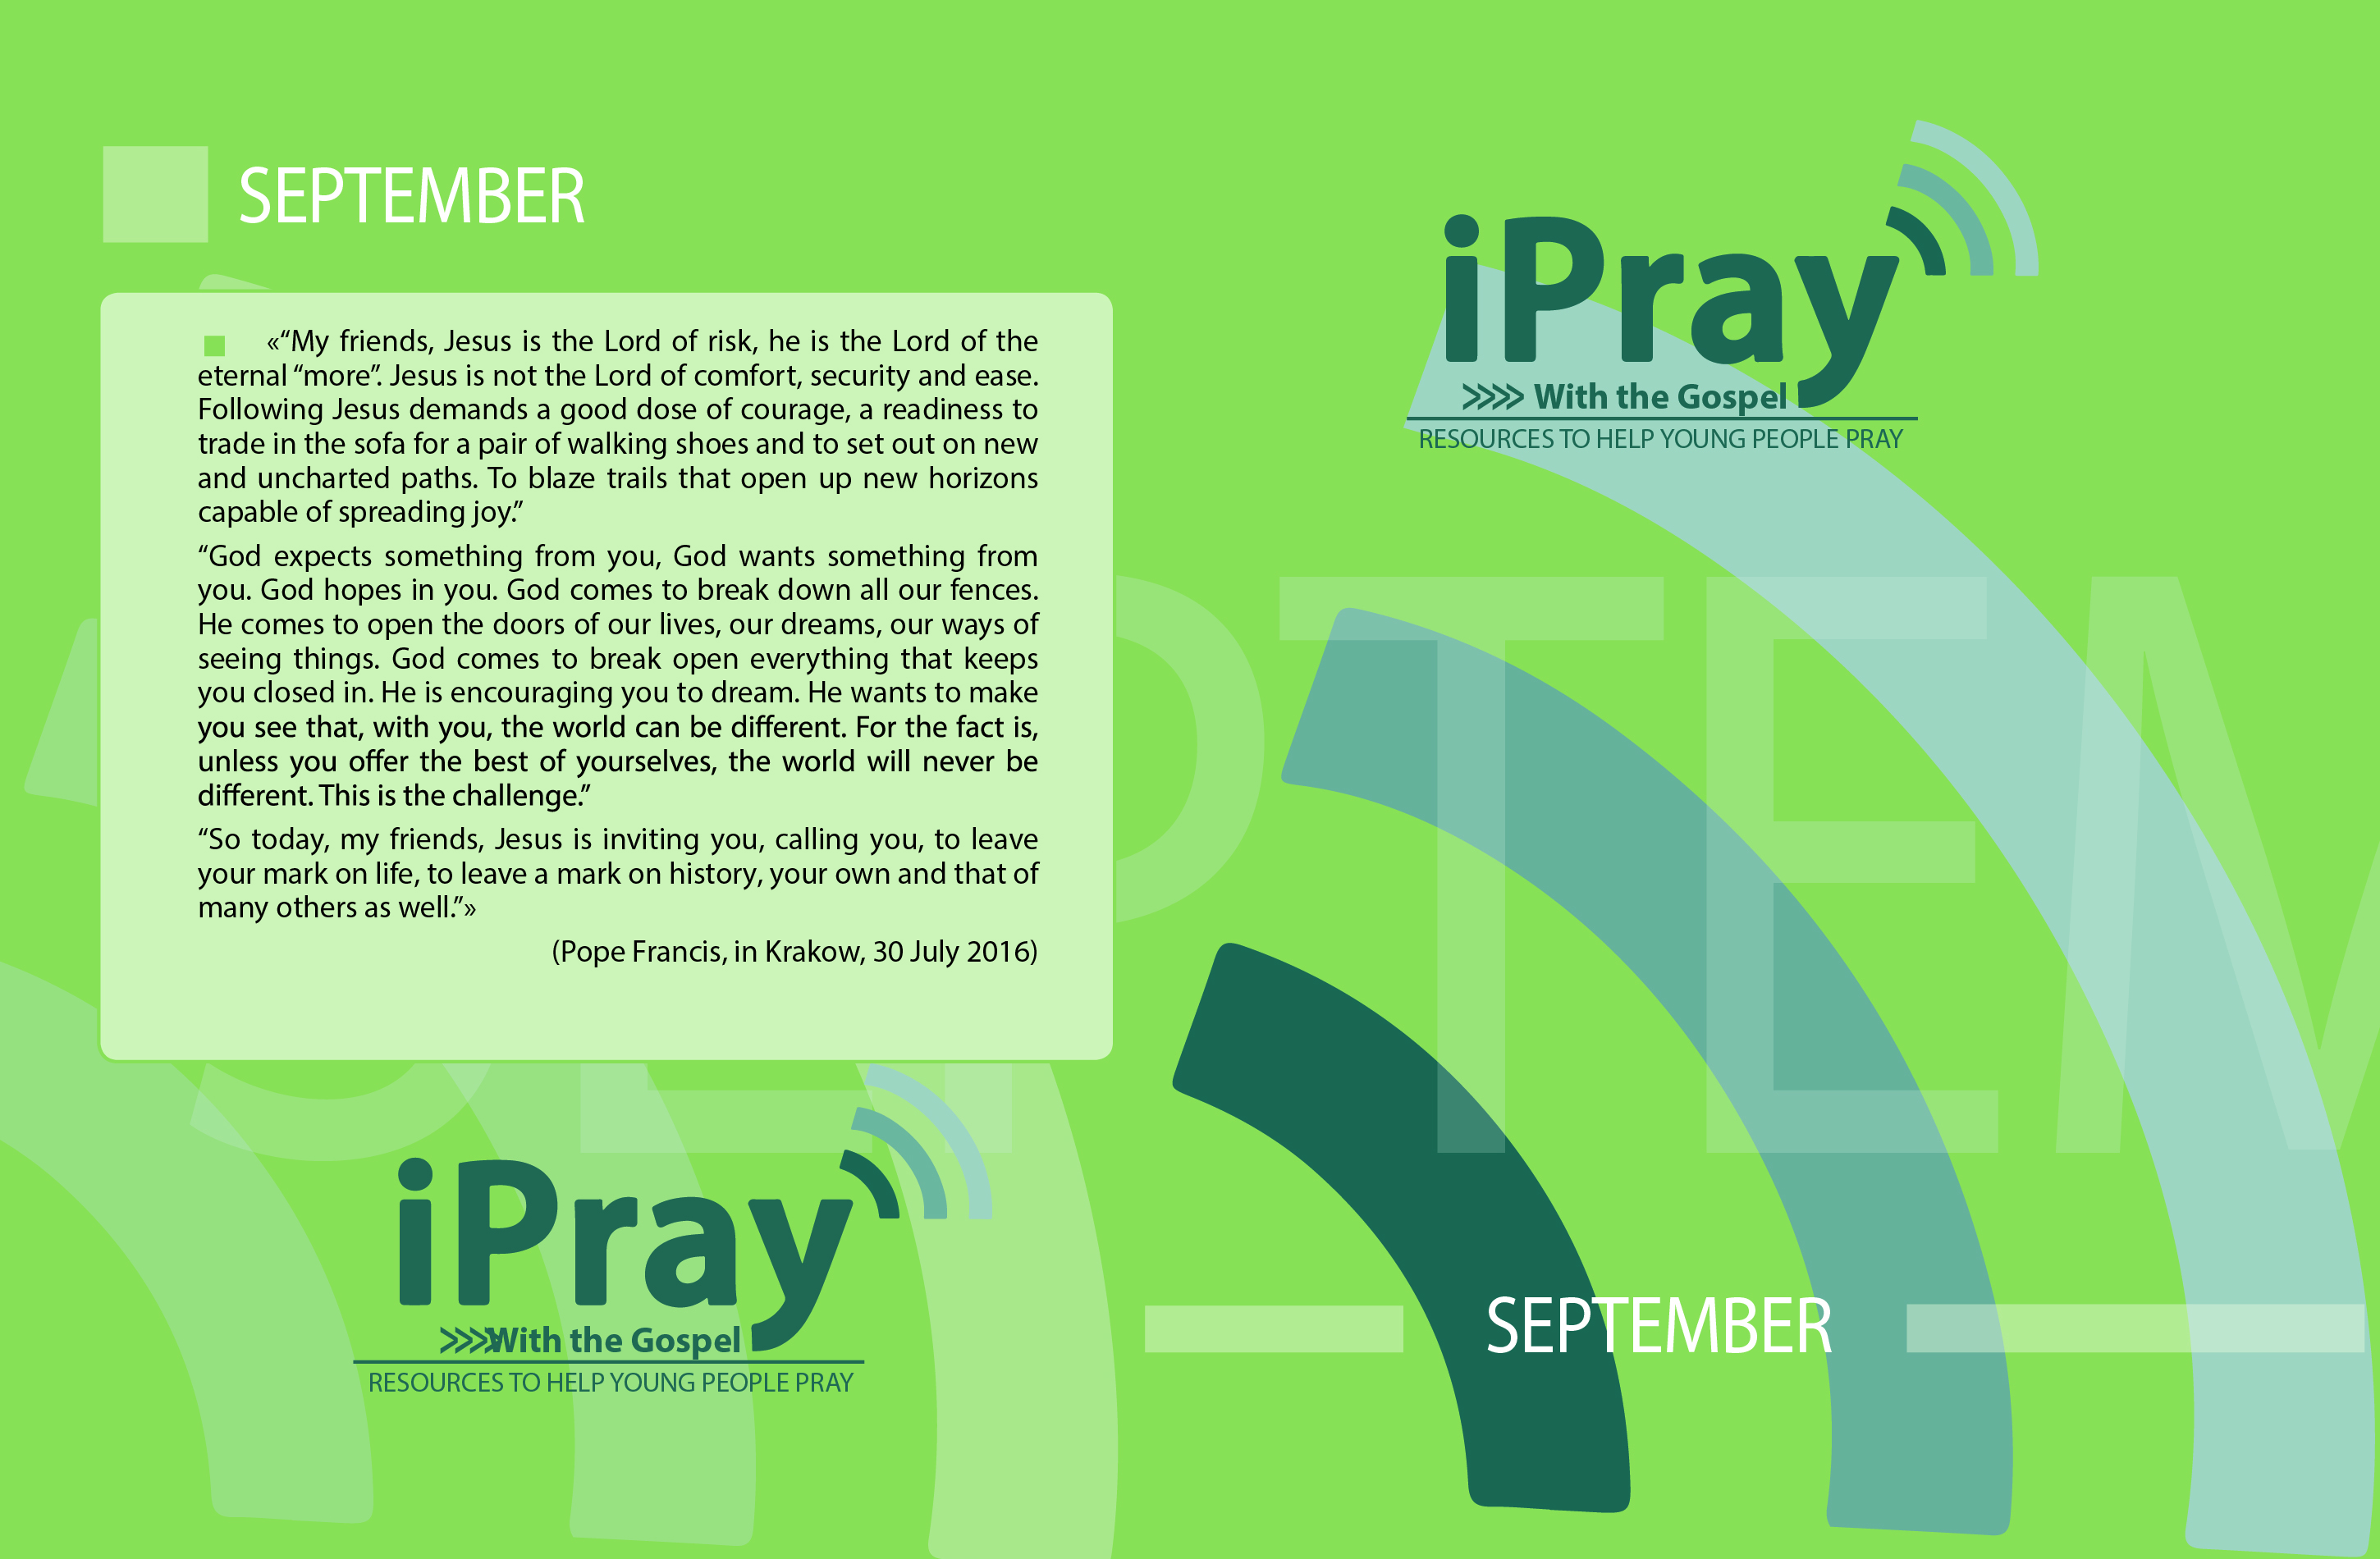 SEPTEMBER
«“My friends, Jesus is the Lord of risk, he is the Lord of the
eternal “more”. Jesus is not the Lord of comfort, security and ease.
Following Jesus demands a good dose of courage, a readiness to
trade in the sofa for a pair of walking shoes and to set out on new
and uncharted paths. To blaze trails that open up new horizons
capable of spreading joy.”
“God expects something from you, God wants something from
you. God hopes in you. God comes to break down all our fences.
He comes to open the doors of our lives, our dreams, our ways of
seeing things. God comes to break open everything that keeps
you closed in. He is encouraging you to dream. He wants to make
you see that, with you, the world can be different. For the fact is,
unless you offer the best of yourselves, the world will never be
different. This is the challenge.”
“So today, my friends, Jesus is inviting you, calling you, to leave
your mark on life, to leave a mark on history, your own and that of
many others as well.”»
(Pope Francis, in Krakow, 30 July 2016)
iPray
>>>>With the Gospel
RESOURCES TO HELP YOUNG PEOPLE PRAY
iPray
>>>> With the Gospel
RESOURCES TO HELP YOUNG PEOPLE PRAY
PTEM
SEPTEMBER